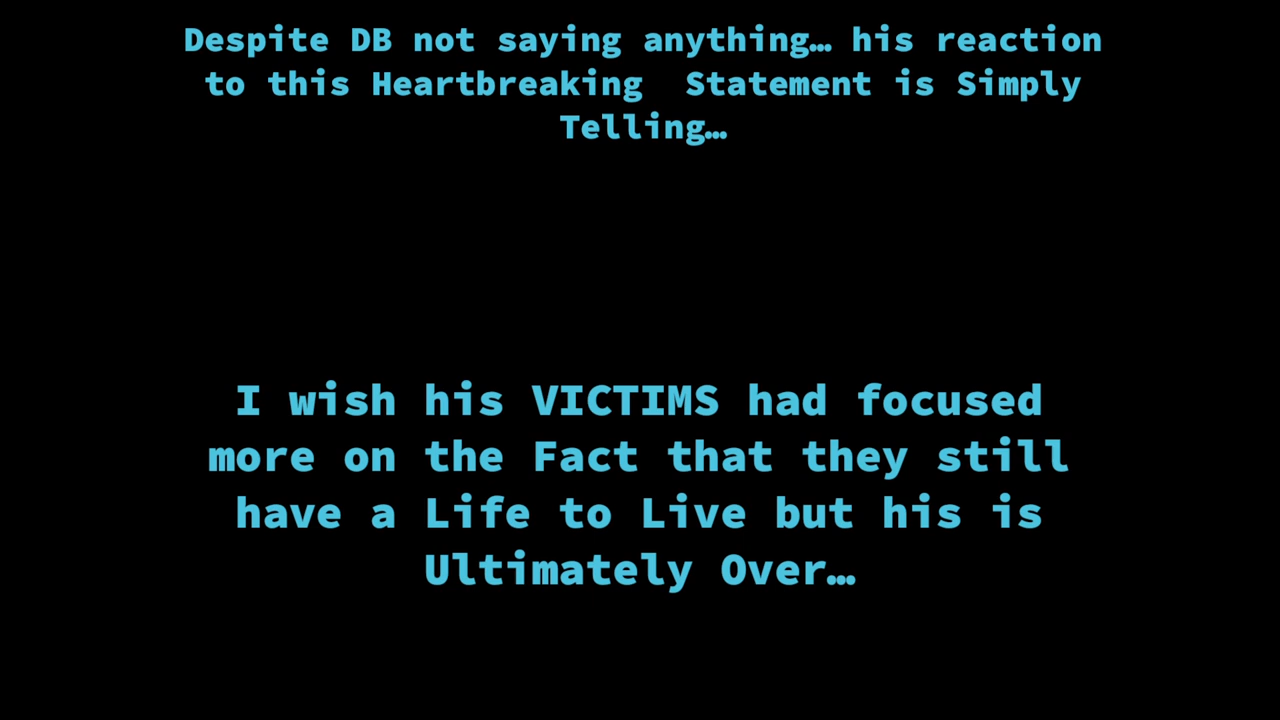 Despite DB not saying anything… his reaction
to this Heartbreaking  Statement is Simply
Telling…
I wish his VICTIMS had focused
more on the Fact that they still
have a Life to Live but his is
Ultimately Over…